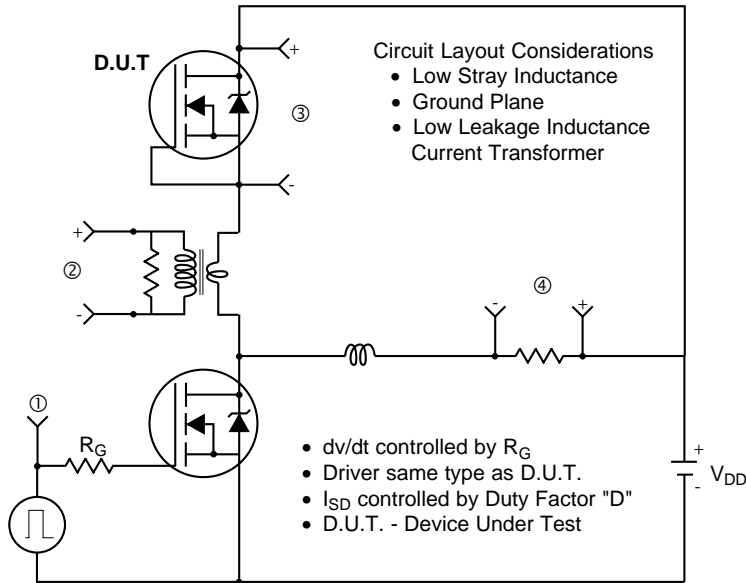 D.U.T
+
-
③
Circuit Layout Considerations
• Low Stray Inductance
• Ground Plane
• Low Leakage Inductance
Current Transformer
+
②
-
-
④
+
①
RG
• dv/dt controlled by RG
• Driver same type as D.U.T.
• ISD controlled by Duty Factor "D"
• D.U.T. - Device Under Test
+
-
VDD